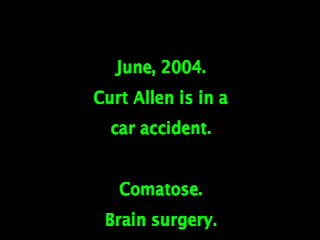 June, 2004.
Curt Allen is in a
car accident.
Comatose.
Brain surgery.